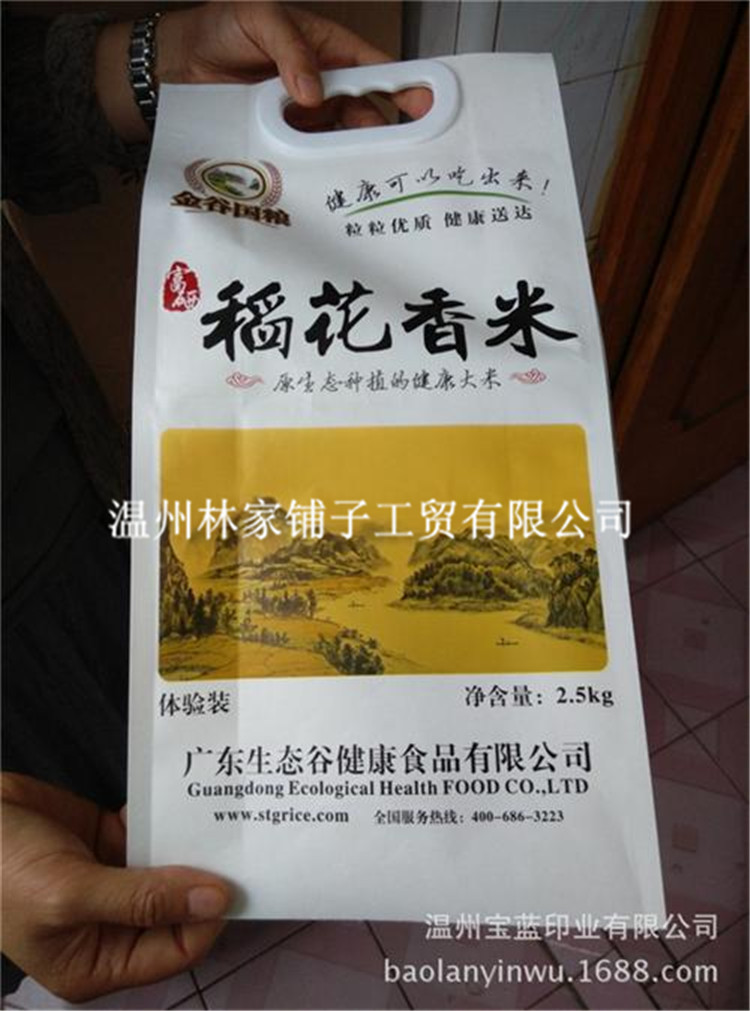 金谷国粮
健康可以吃出来!
粒粒优质 健康送达
富硒
稻花香米
原生态种植的健康大米
温州林家铺子工贸有限公司
体验装
净含量: 2.5kg
广东生态谷健康食品有限公司
Guangdong Ecological Health FOOD CO.,LTD
www.stgrice.com 全国服务热线: 400-686-3223
温州宝蓝印业有限公司
baolanyinwu.1688.com